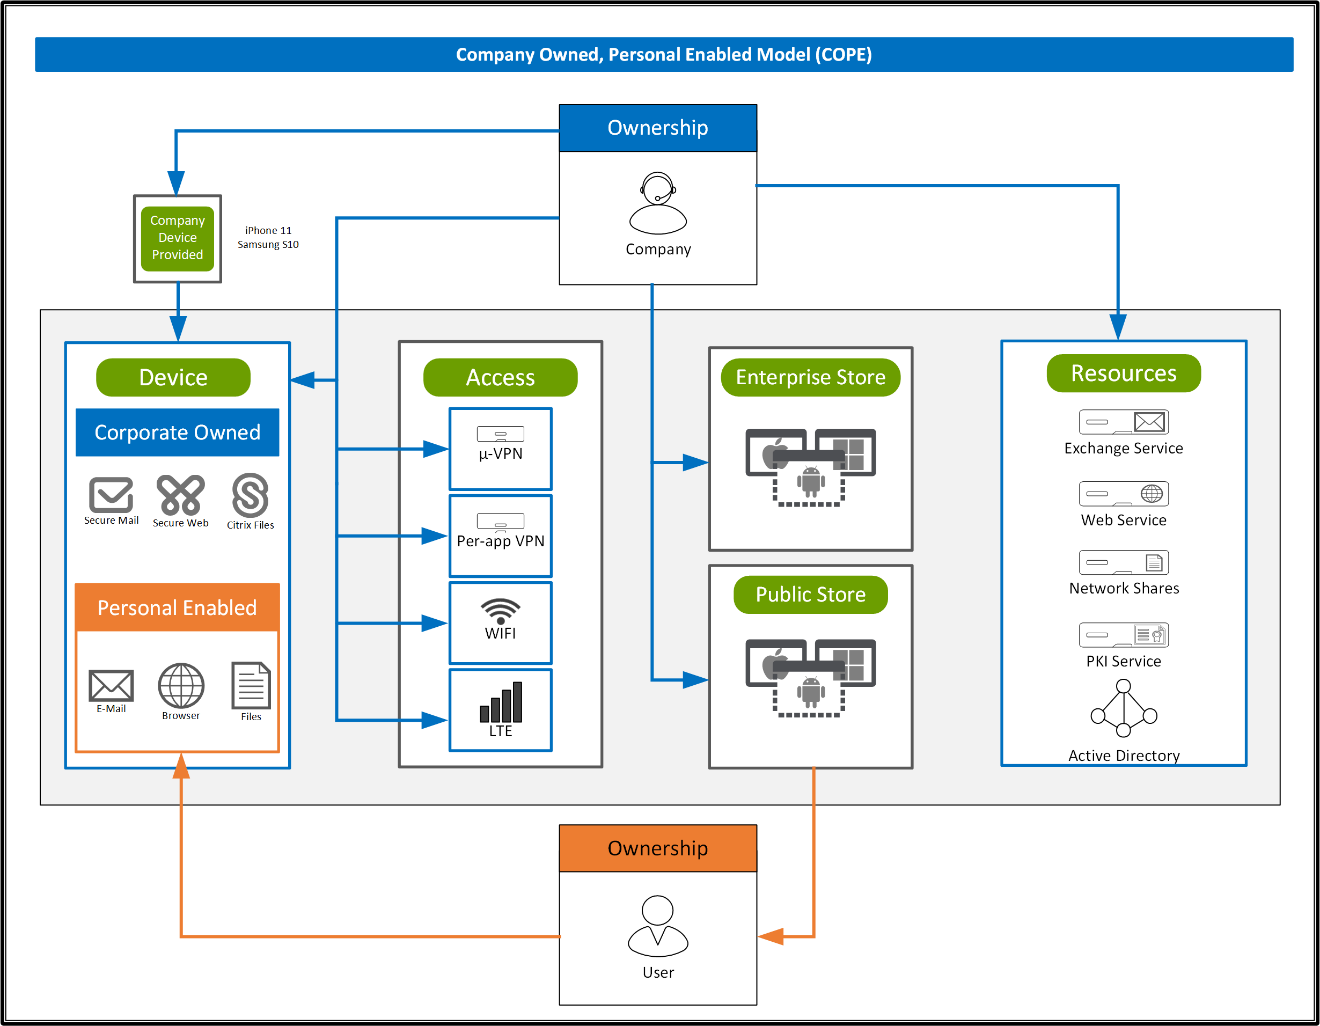 Company Owned, Personal Enabled Model (COPE)
Ownership
Company
Company
Device
Provided
iPhone 11
Samsung S10
Device
Corporate Owned
Secure Mail
Secure Web
Citrix Files
Personal Enabled
E-Mail
Browser
Files
Access
µ-VPN
Per-app VPN
WIFI
LTE
Enterprise Store
Public Store
Resources
Exchange Service
Web Service
Network Shares
PKI Service
Active Directory
Ownership
User